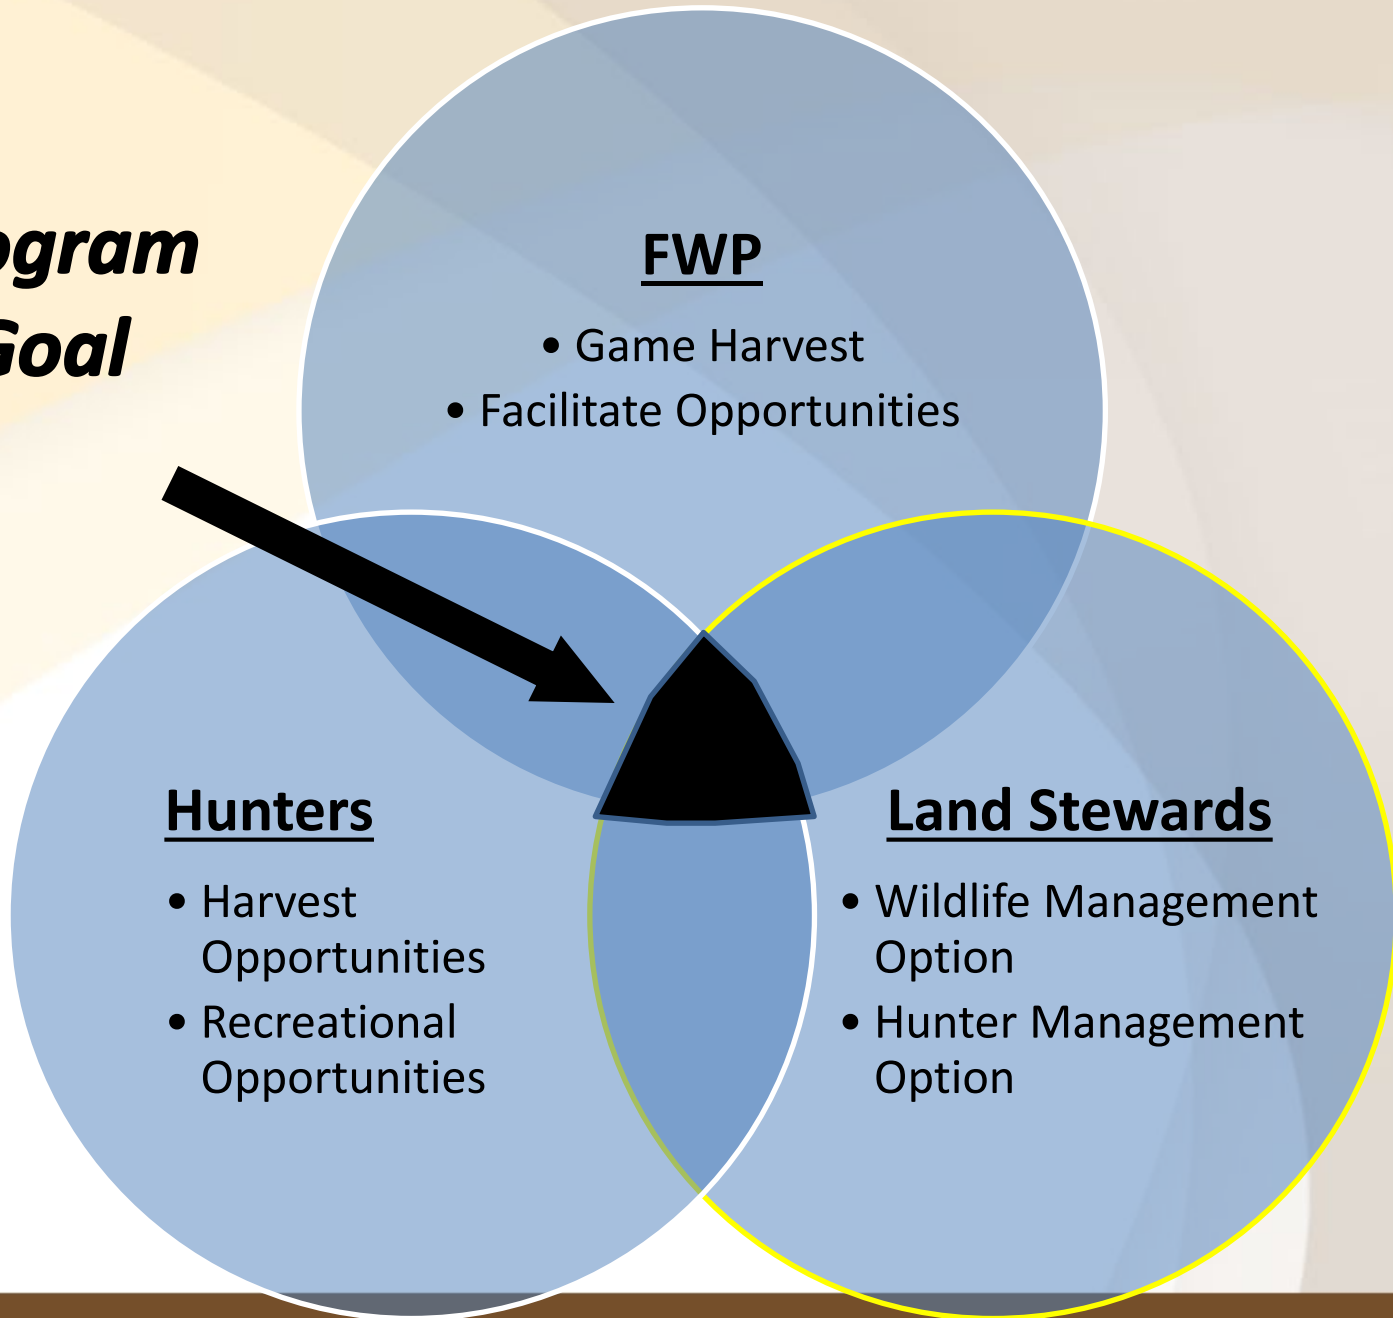 ogram
Goal
FWP
• Game Harvest
• Facilitate Opportunities
Hunters
• Harvest
Opportunities
• Recreational
Opportunities
Land Stewards
• Wildlife Management
Option
• Hunter Management
Option